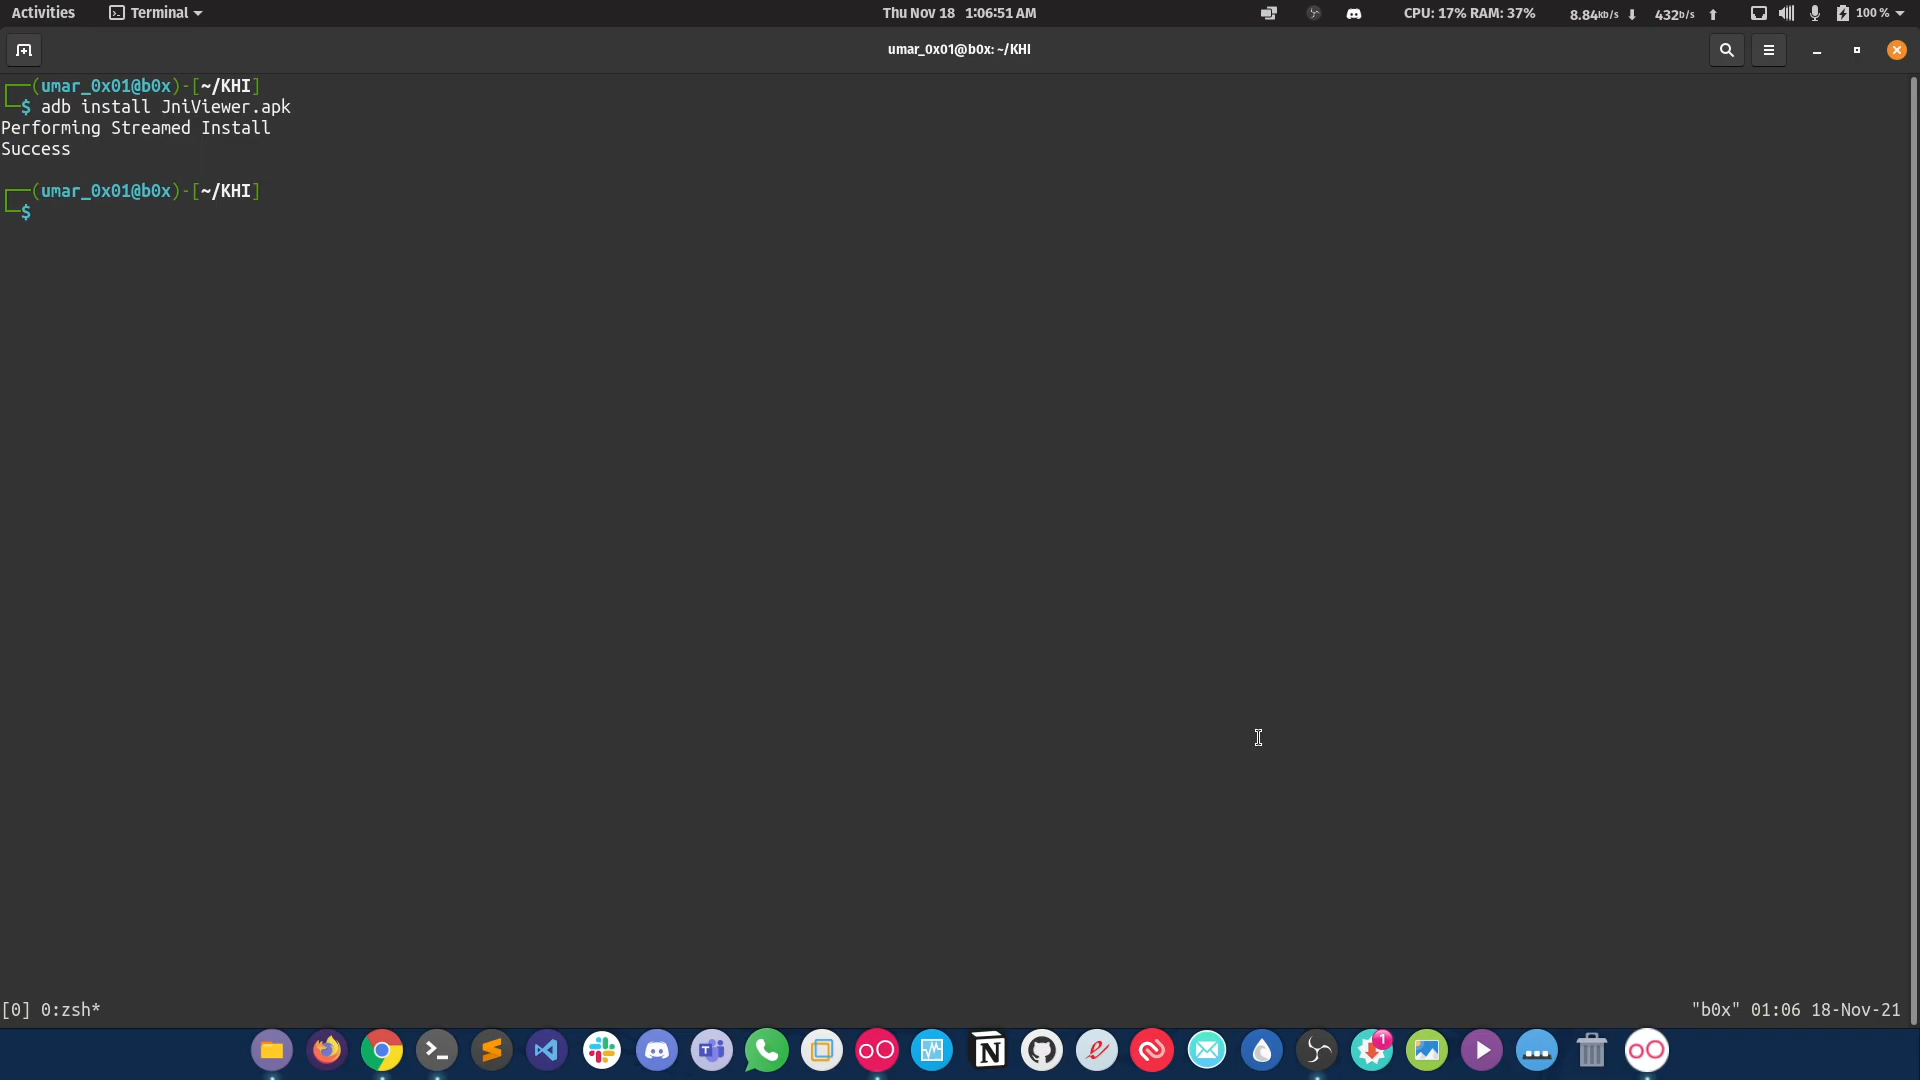 Activities Terminal Thu Nov 18 1:06:51 AM CPU: 17% RAM: 37% 8.84kb/s ⬇ 432b/s ⬆ 100 %
umar_0x01@b0x: ~/KHI
┌──(umar_0x01@b0x)-[~/KHI]
└─$ adb install JniViewer.apk
Performing Streamed Install
Success
┌──(umar_0x01@b0x)-[~/KHI]
└─$
[0] 0:zsh* "b0x" 01:06 18-Nov-21
1